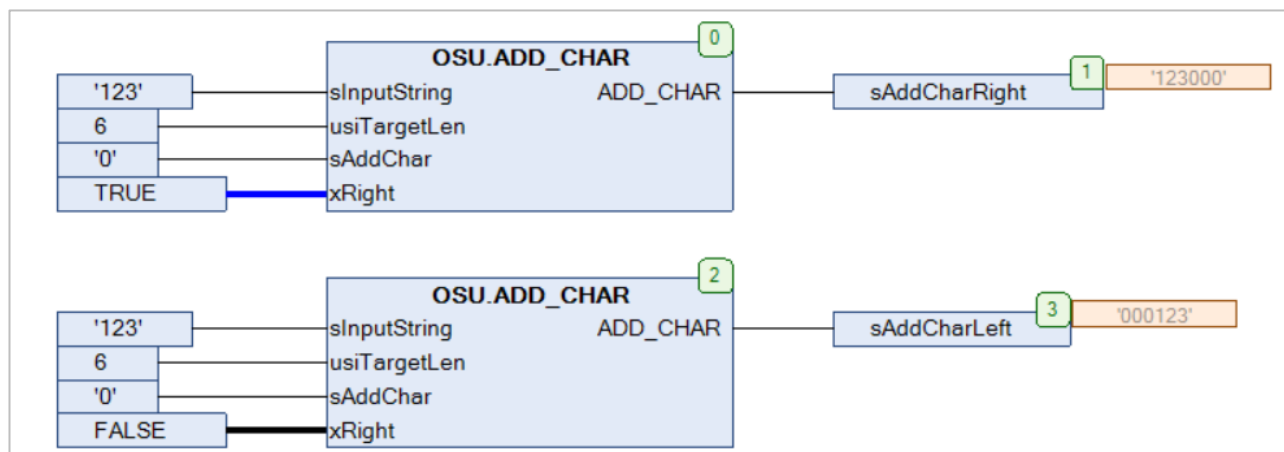 0
OSU.ADD_CHAR
'123' sInputString ADD_CHAR sAddCharRight 1 '123000'
6 usiTargetLen
'0' sAddChar
TRUE xRight
2
OSU.ADD_CHAR
'123' sInputString ADD_CHAR sAddCharLeft 3 '000123'
6 usiTargetLen
'0' sAddChar
FALSE xRight